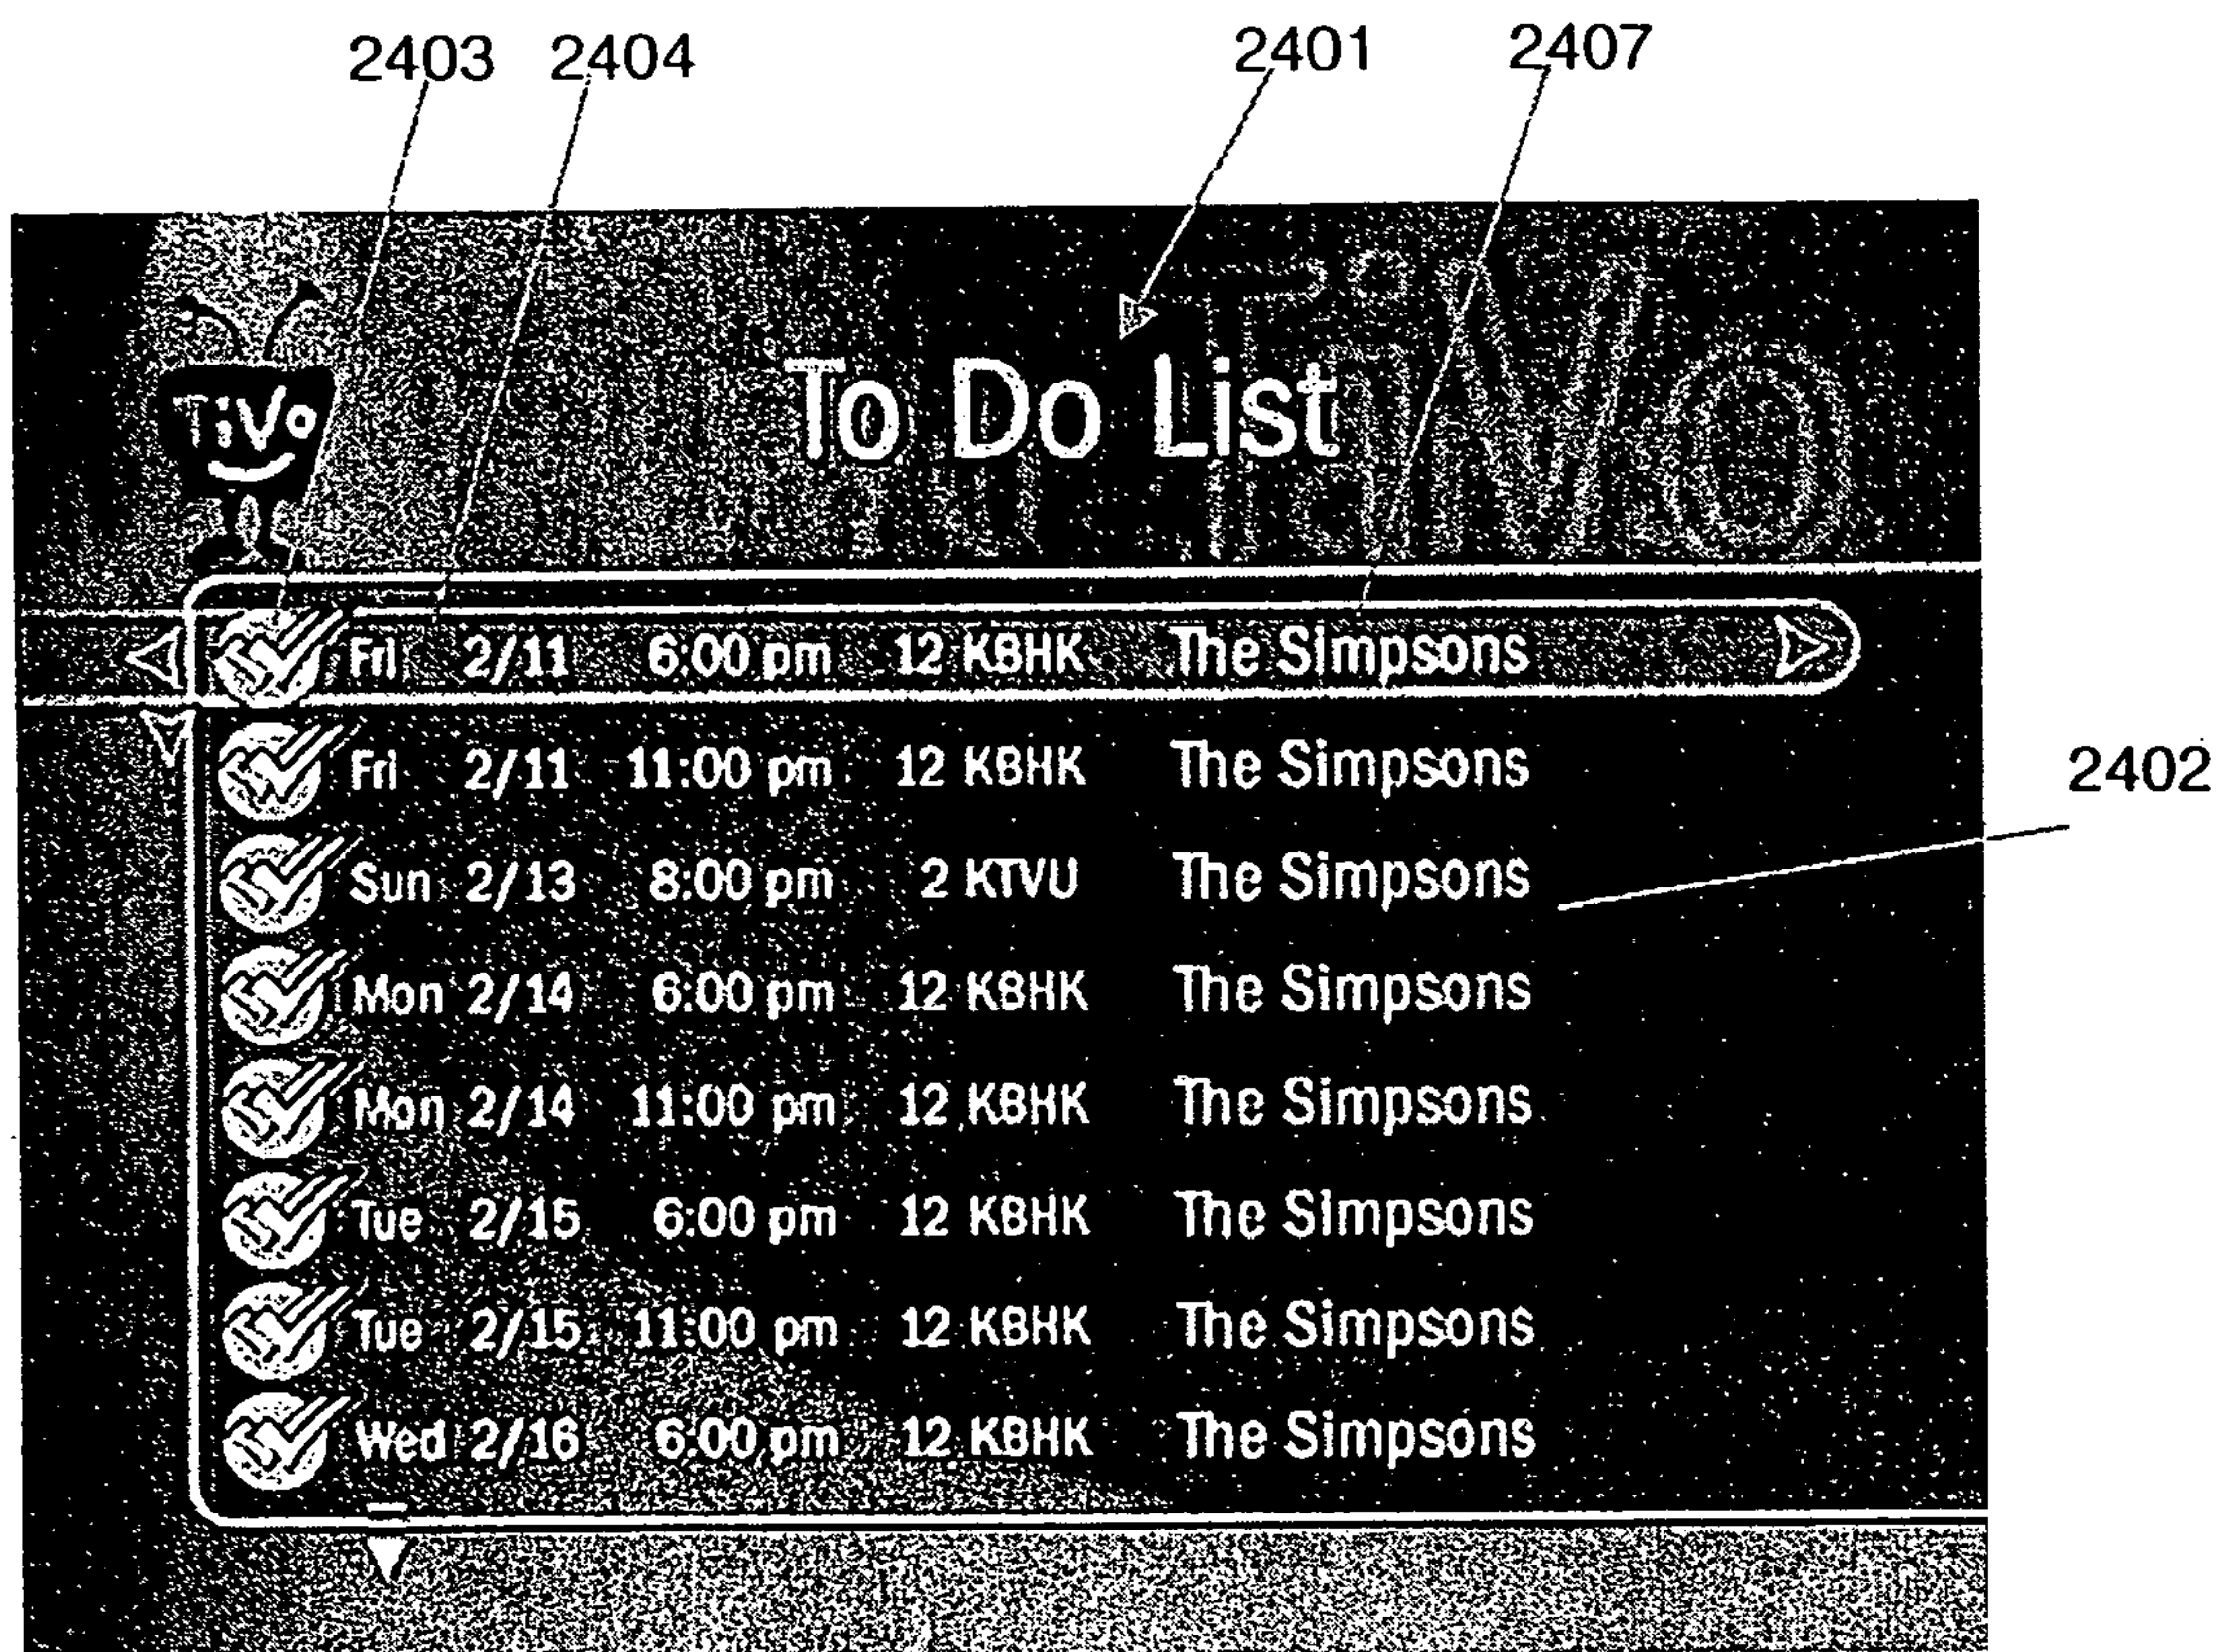 2403 2404 2401 2407
TiVo
TiVo
To Do List
Fri 2/11 6:00 pm 12 KBHK The Simpsons
Fri 2/11 11:00 pm 12 KBHK The Simpsons
2402
Sun 2/13 8:00 pm 2 KTVU The Simpsons
Mon 2/14 6:00 pm 12 KBHK The Simpsons
Mon 2/14 11:00 pm 12 KBHK The Simpsons
Tue 2/15 6:00 pm 12 KBHK The Simpsons
Tue 2/15 11:00 pm 12 KBHK The Simpsons
Wed 2/16 6:00 pm 12 KBHK The Simpsons